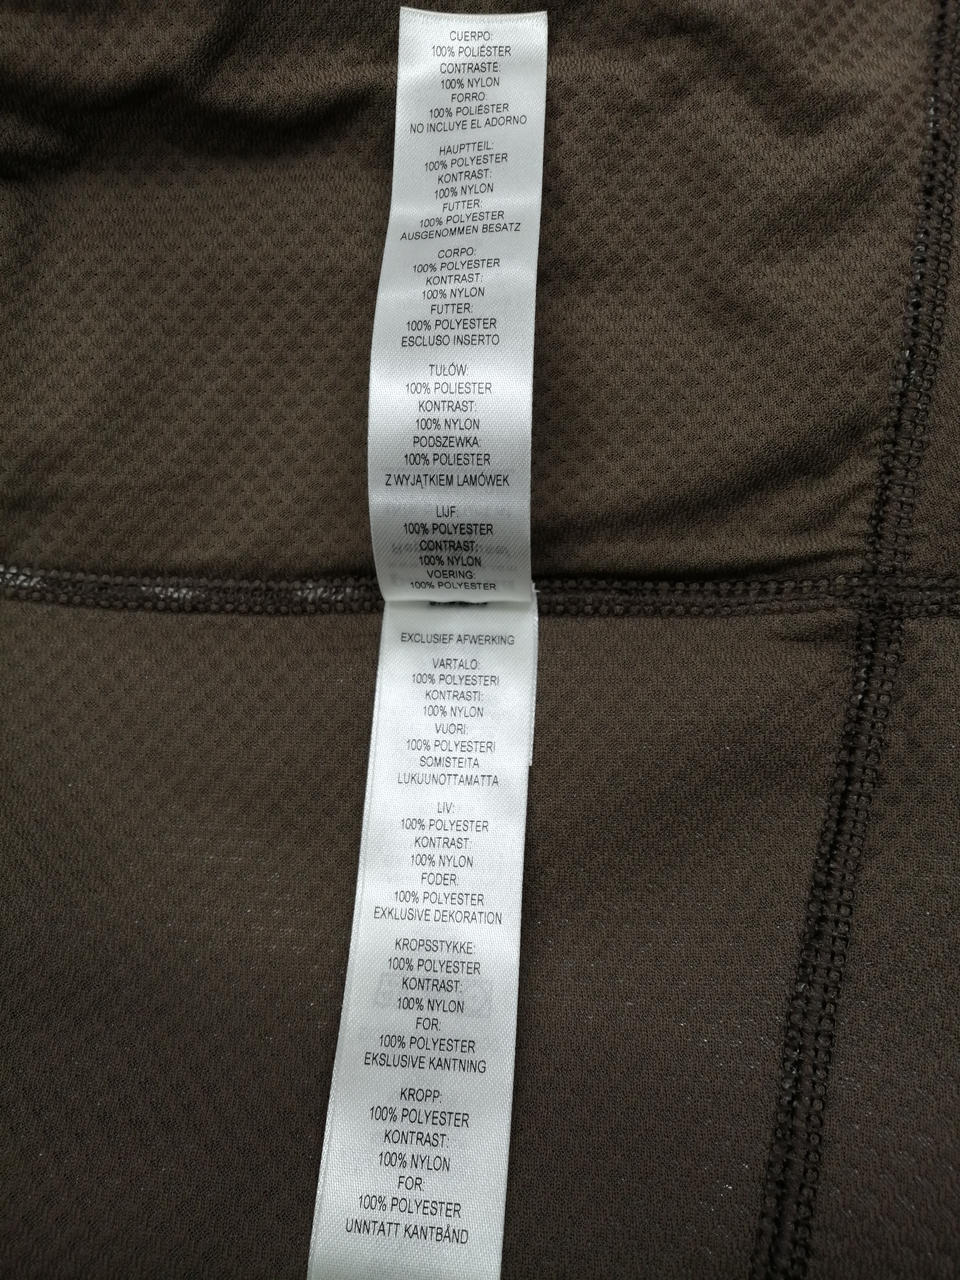 CUERPO:
100% POLIÉSTER
CONTRASTE:
100% NYLON
FORRO:
100% POLIÉSTER
NO INCLUYE EL ADORNO
HAUPTTEIL:
100% POLYESTER
KONTRAST:
100% NYLON
FUTTER:
100% POLYESTER
AUSGENOMMEN BESATZ
CORPO:
100% POLYESTER
KONTRAST:
100% NYLON
FUTTER:
100% POLYESTER
ESCLUSO INSERTO
TUŁÓW:
100% POLIESTER
KONTRAST:
100% NYLON
PODSZEWKA:
100% POLIESTER
Z WYJĄTKIEM LAMÓWEK
LIJF:
100% POLYESTER
CONTRAST:
100% NYLON
VOERING:
100% POLYESTER
EXCLUSIEF AFWERKING
VARTALO:
100% POLYESTERI
KONTRASTI:
100% NYLON
VUORI:
100% POLYESTERI
SOMISTEITA
LUKUUNOTTAMATTA
LIV:
100% POLYESTER
KONTRAST:
100% NYLON
FODER:
100% POLYESTER
EXKLUSIVE DEKORATION
KROPSSTYKKE:
100% POLYESTER
KONTRAST:
100% NYLON
FOR:
100% POLYESTER
EKSLUSIVE KANTNING
KROPP:
100% POLYESTER
KONTRAST:
100% NYLON
FOR:
100% POLYESTER
UNNTATT KANTBÅND